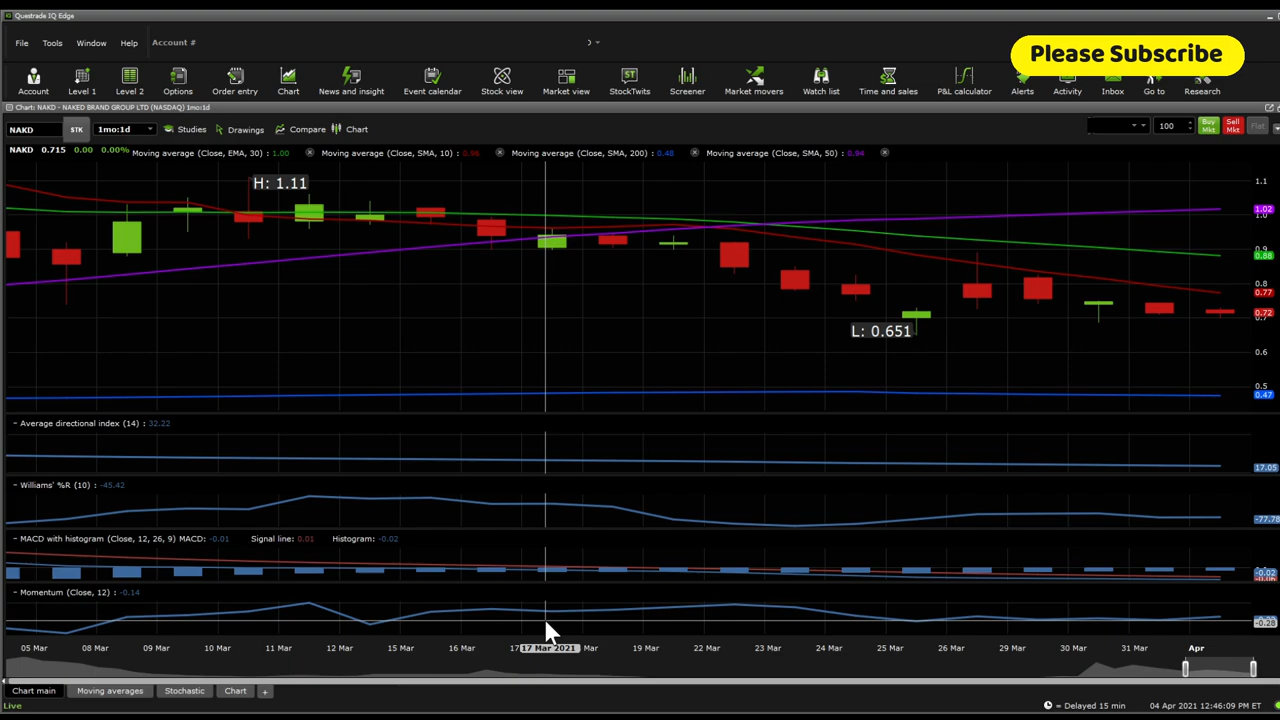 Questrade IQ Edge
File Tools Window Help Account #
Please Subscribe
Account Level 1 Level 2 Options Order entry Chart News and insight Event calendar Stock view Market view StockTwits Screener Market movers Watch list Time and sales P&L calculator Alerts Activity Inbox Go to Research
Chart: NAKD - NAKED BRAND GROUP LTD (NASDAQ) 1mo:1d
NAKD STK 1mo:1d Studies Drawings Compare Chart 100 Buy Mkt Sell Mkt Flat
NAKD 0.715 0.00 0.00% Moving average (Close, EMA, 30) : 1.00 Moving average (Close, SMA, 10) : 0.96 Moving average (Close, SMA, 200) : 0.48 Moving average (Close, SMA, 50) : 0.94
H: 1.11
1.1
1.02
0.9
0.88
0.8
0.77
0.72
L: 0.651
0.6
0.5
0.47
Average directional index (14) : 32.22
17.05
Williams' %R (10) : -45.42
-77.78
MACD with histogram (Close, 12, 26, 9) MACD: -0.01 Signal line: 0.01 Histogram: -0.02
-0.02
Momentum (Close, 12) : -0.14
-0.28
05 Mar 08 Mar 09 Mar 10 Mar 11 Mar 12 Mar 15 Mar 16 Mar 17 Mar 2021 Mar 19 Mar 22 Mar 23 Mar 24 Mar 25 Mar 26 Mar 29 Mar 30 Mar 31 Mar Apr
Chart main Moving averages Stochastic Chart +
Live = Delayed 15 min 04 Apr 2021 12:46:09 PM ET